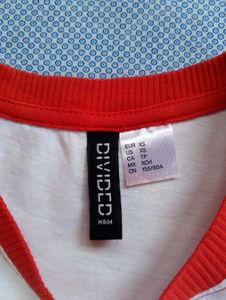 DIVIDED
H&M
EUR XS
US XS
CA TP
MX XCH
CN 155/80A